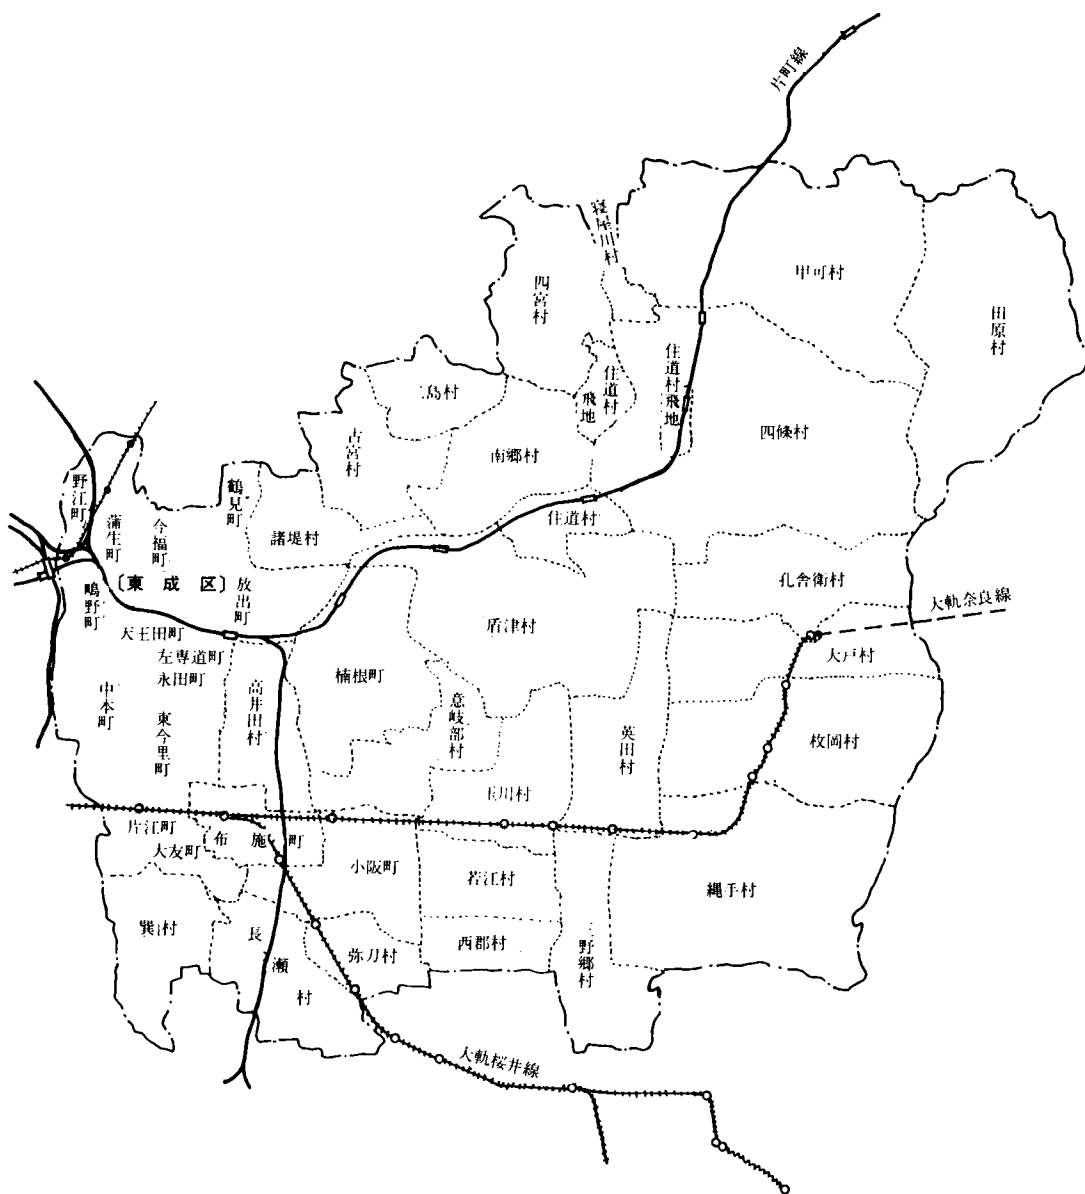 片町線
寝屋川村
甲可村
四宮村
田原村
住道村
飛地
住道村飛地
二島村
古宮村
南郷村
四條村
野江町
蒲生町
今福町
鶴見町
諸堤村
住道村
孔舎衙村
〔東成区〕
放出町
鴫野町
大軌奈良線
天王田町
盾津村
大戸村
左専道町
永田町
楠根町
高井田村
中本町
東今里町
意岐部村
英田村
枚岡村
玉川村
片江町
布施町
大友町
小阪町
若江村
縄手村
巽村
長瀬村
弥刀村
西郡村
野郷村
大軌桜井線